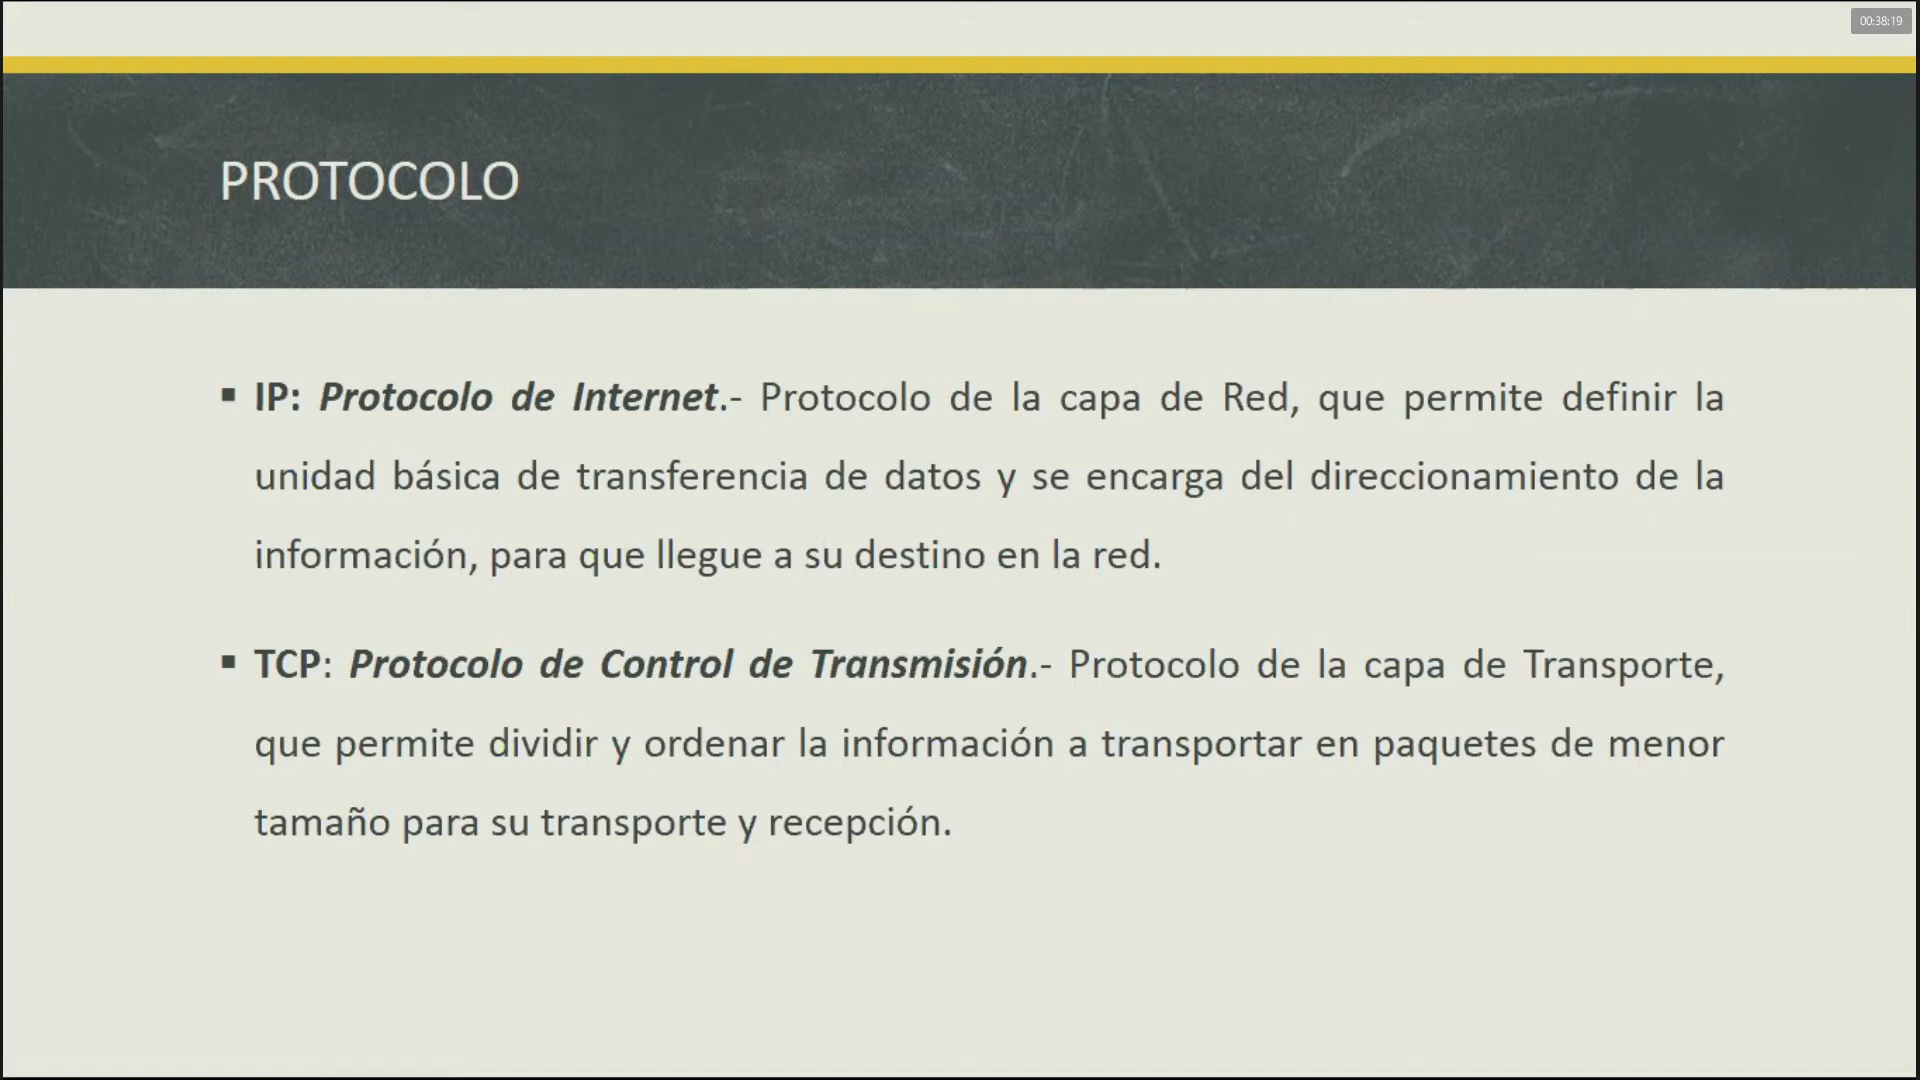 00:38:19
PROTOCOLO
▪ IP: Protocolo de Internet.- Protocolo de la capa de Red, que permite definir la
unidad básica de transferencia de datos y se encarga del direccionamiento de la
información, para que llegue a su destino en la red.
▪ TCP: Protocolo de Control de Transmisión.- Protocolo de la capa de Transporte,
que permite dividir y ordenar la información a transportar en paquetes de menor
tamaño para su transporte y recepción.